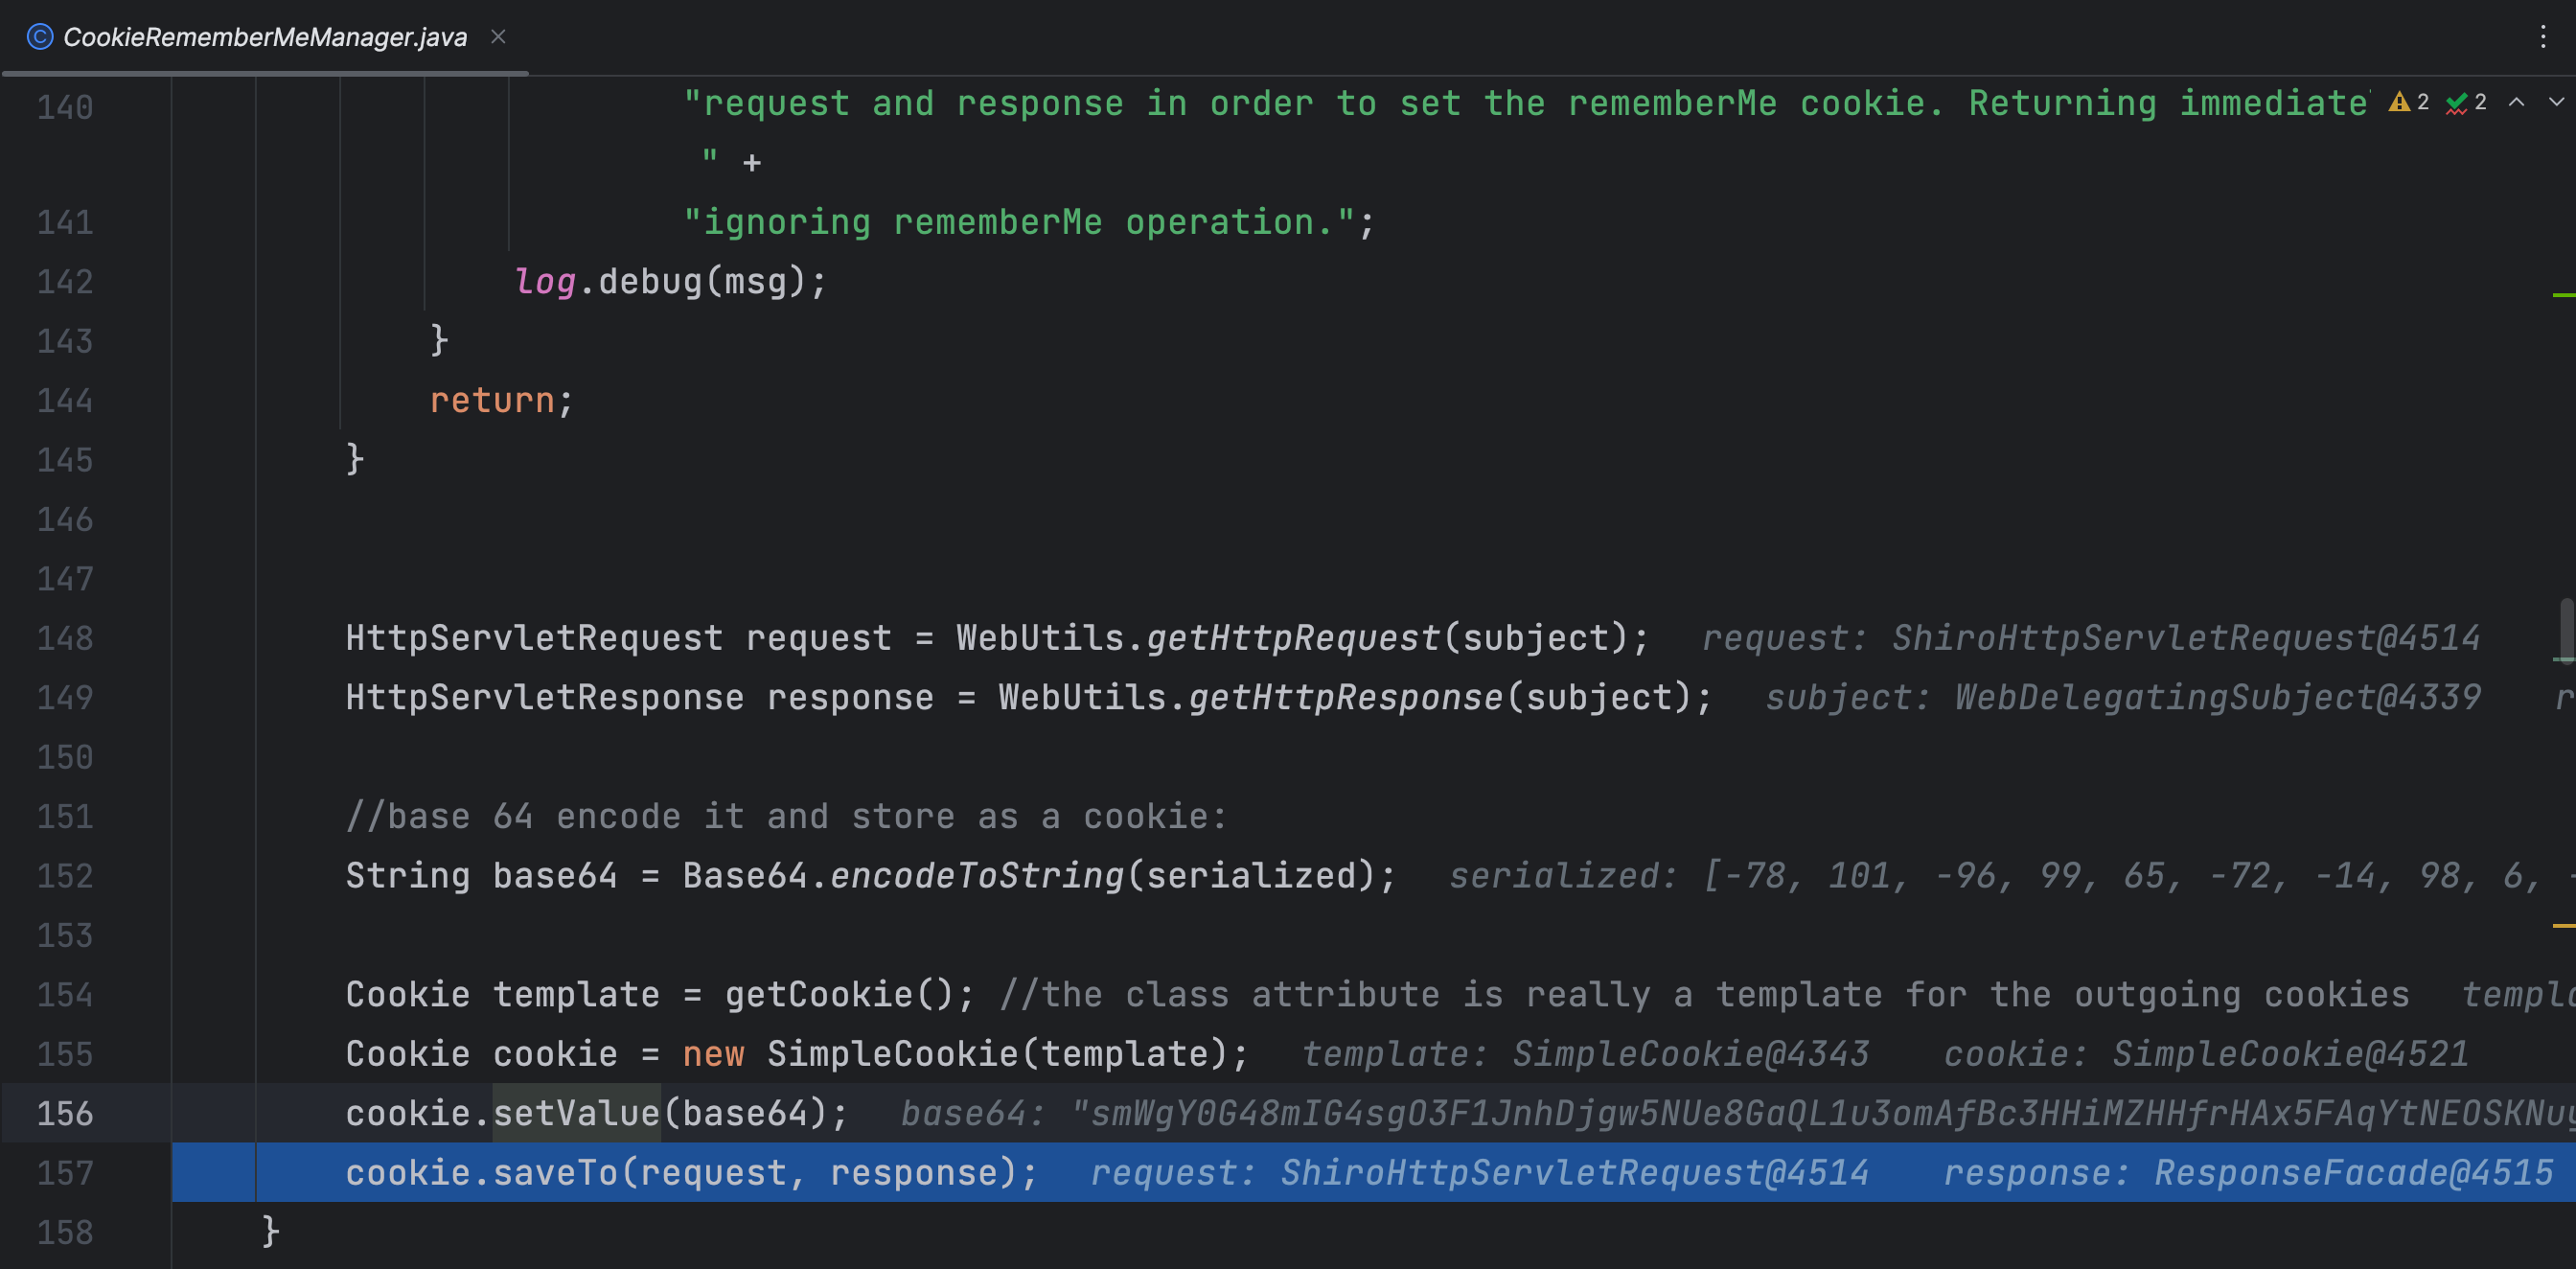 CookieRememberMeManager.java
140 "request and response in order to set the rememberMe cookie. Returning immediate 2 2
" +
141 "ignoring rememberMe operation.";
142 log.debug(msg);
143 }
144 return;
145 }
146
147
148 HttpServletRequest request = WebUtils.getHttpRequest(subject); request: ShiroHttpServletRequest@4514
149 HttpServletResponse response = WebUtils.getHttpResponse(subject); subject: WebDelegatingSubject@4339 r
150
151 //base 64 encode it and store as a cookie:
152 String base64 = Base64.encodeToString(serialized); serialized: [-78, 101, -96, 99, 65, -72, -14, 98, 6, -
153
154 Cookie template = getCookie(); //the class attribute is really a template for the outgoing cookies templa
155 Cookie cookie = new SimpleCookie(template); template: SimpleCookie@4343 cookie: SimpleCookie@4521
156 cookie.setValue(base64); base64: "smWgY0G48mIG4sgO3F1JnhDjgw5NUe8GaQL1u3omAfBc3HHiMZHHfrHAx5FAqYtNEOSKNug
157 cookie.saveTo(request, response); request: ShiroHttpServletRequest@4514 response: ResponseFacade@4515
158 }